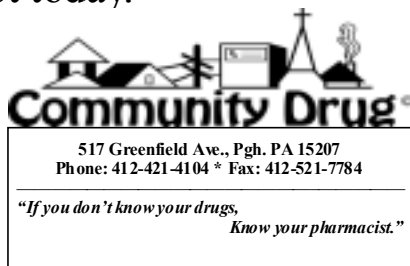 today.
Community Drug
517 Greenfield Ave., Pgh. PA 15207
Phone: 412-421-4104 * Fax: 412-521-7784
“If you don’t know your drugs,
Know your pharmacist.”